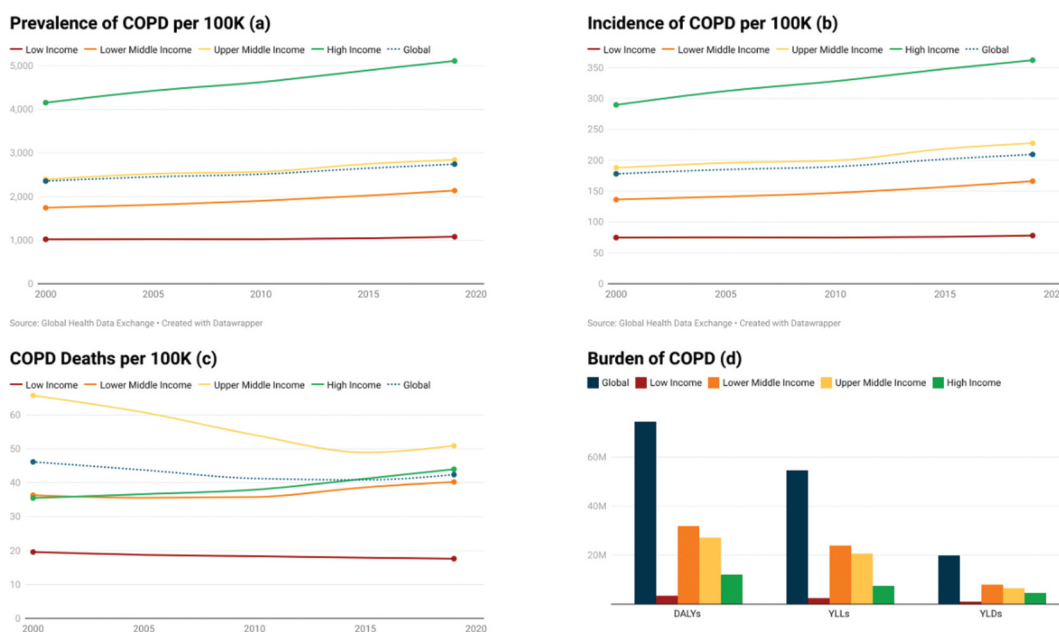 Prevalence of COPD per 100K (a)
Low Income Lower Middle Income Upper Middle Income High Income Global
5,000
4,000
3,000
2,000
1,000
0
2000 2005 2010 2015 2020
Source: Global Health Data Exchange • Created with Datawrapper
Incidence of COPD per 100K (b)
Low Income Lower Middle Income Upper Middle Income High Income Global
350
300
250
200
150
100
50
0
2000 2005 2010 2015 202
Source: Global Health Data Exchange • Created with Datawrapper
COPD Deaths per 100K (c)
Low Income Lower Middle Income Upper Middle Income High Income Global
60
50
40
30
20
10
0
2000 2005 2010 2015 2020
Burden of COPD (d)
Global Low Income Lower Middle Income Upper Middle Income High Income
60M
40M
20M
DALYs YLLs YLDs